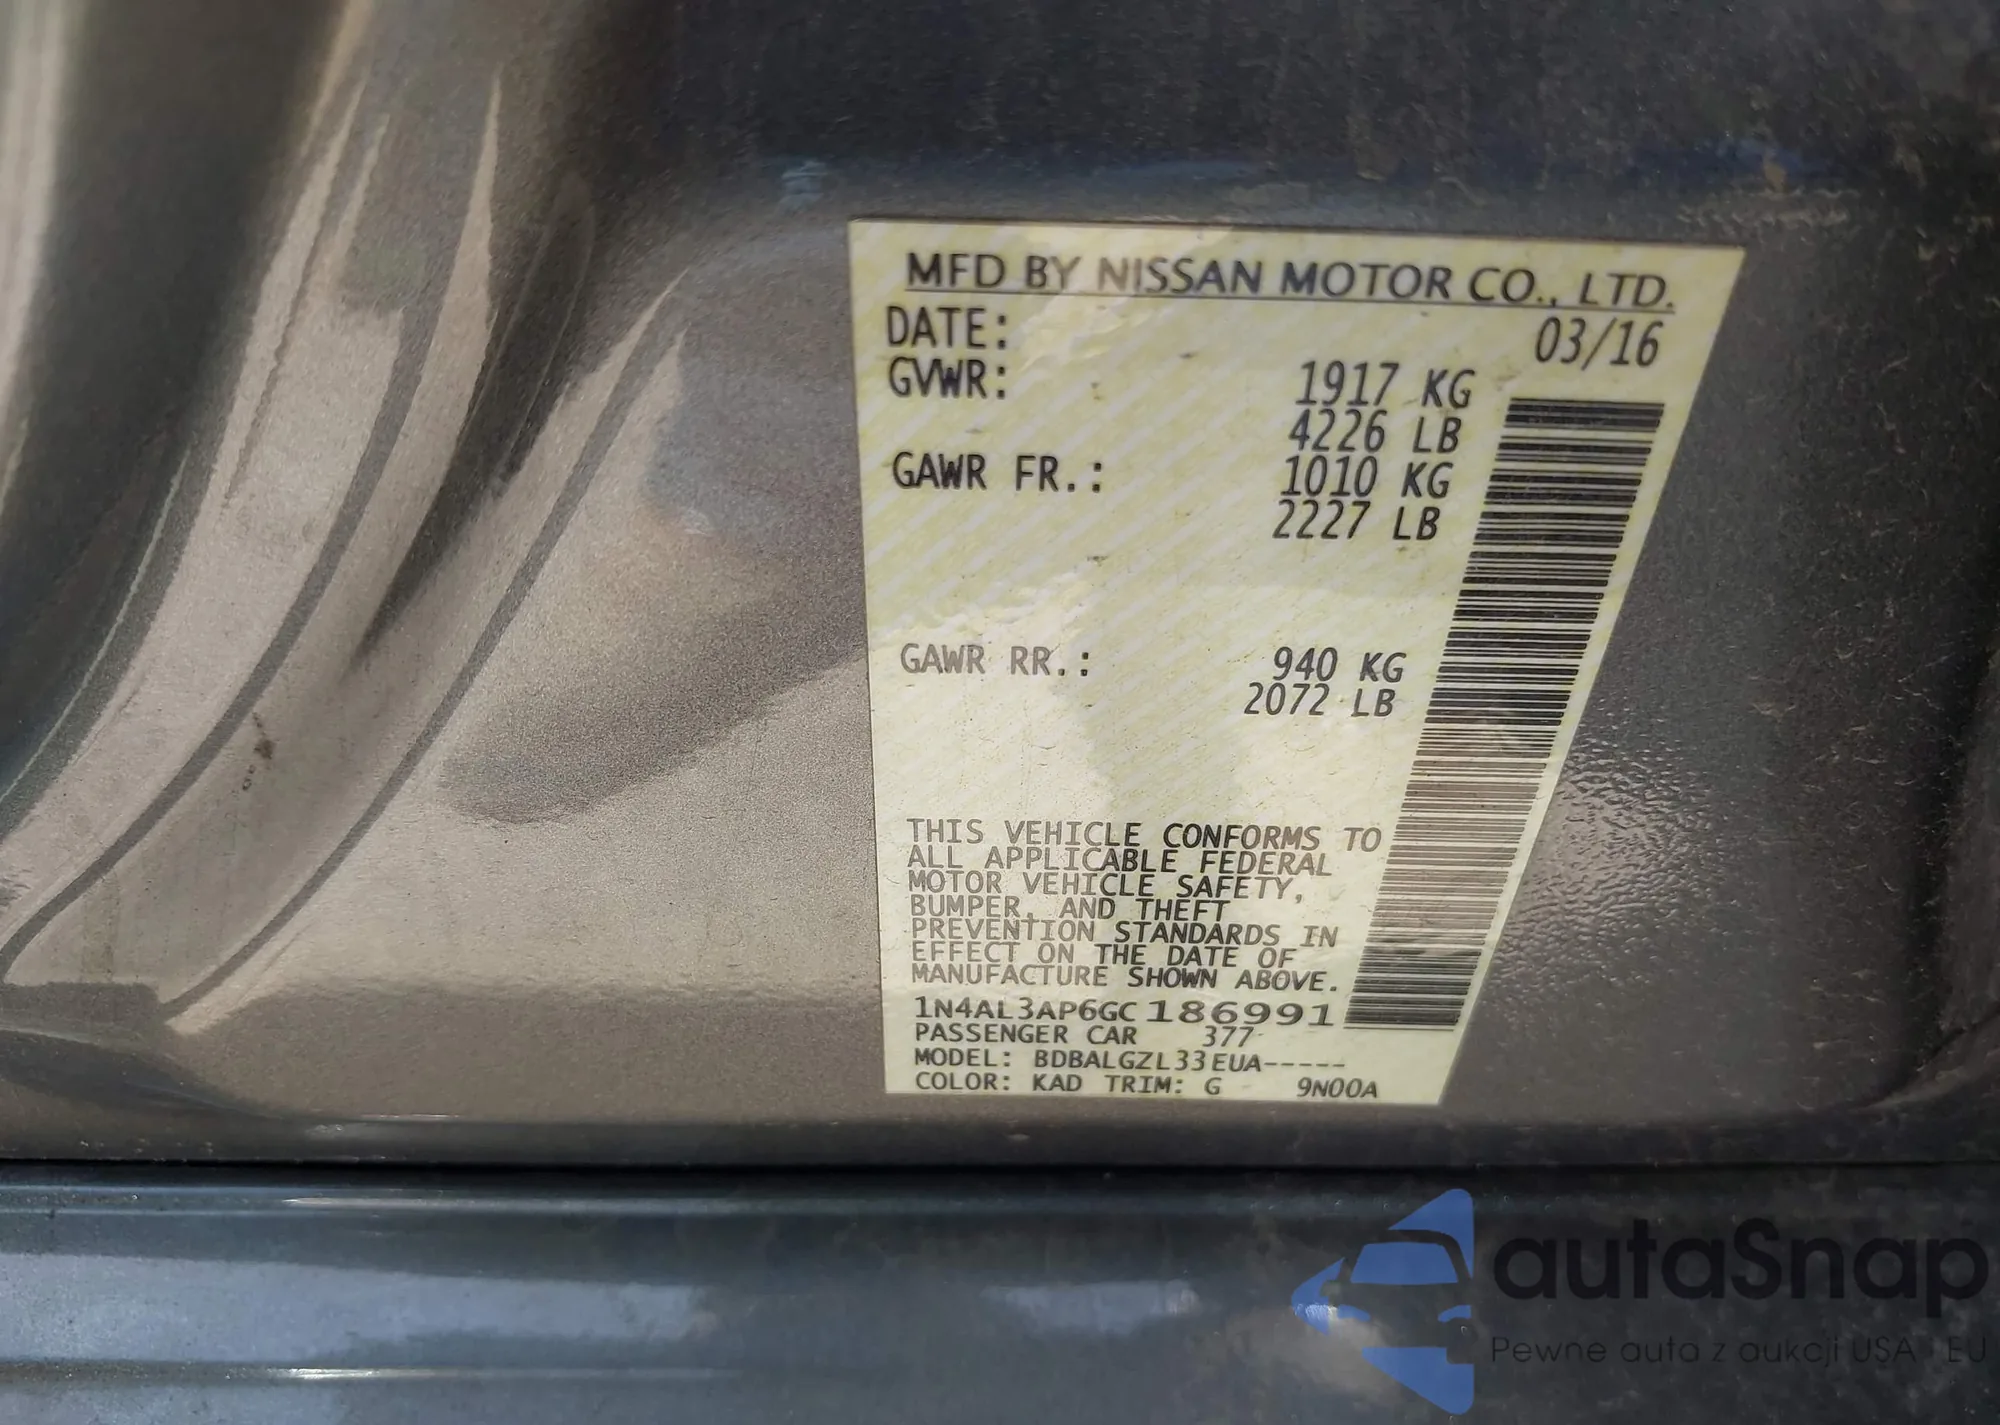 MFD BY NISSAN MOTOR CO., LTD.
DATE: 03/16
GVWR: 1917 KG
4226 LB
GAWR FR.: 1010 KG
2227 LB
GAWR RR.: 940 KG
2072 LB
THIS VEHICLE CONFORMS TO
ALL APPLICABLE FEDERAL
MOTOR VEHICLE SAFETY,
BUMPER, AND THEFT
PREVENTION STANDARDS IN
EFFECT ON THE DATE OF
MANUFACTURE SHOWN ABOVE.
1N4AL3AP6GC186991
PASSENGER CAR 377
MODEL: BDBALGZL33EUA-----
COLOR: KAD TRIM: G 9N00A
autaSnap
Pewne auta z aukcji USA i EU